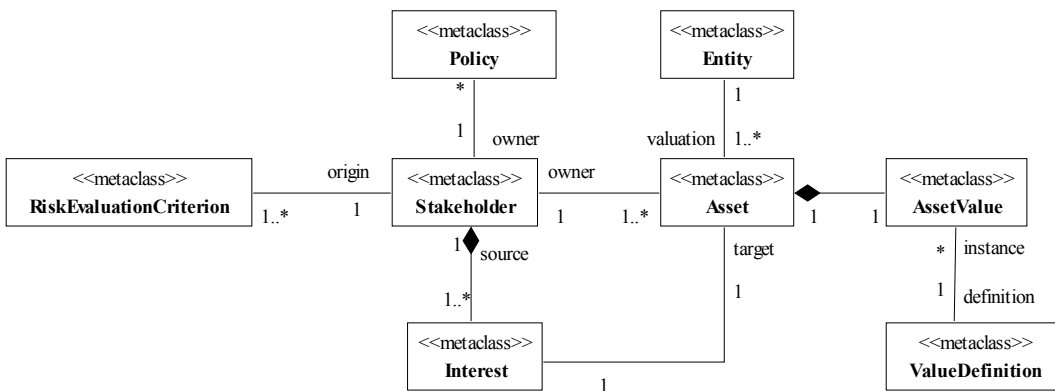 <<metaclass>>
Policy
<<metaclass>>
Entity
*
1
1
owner
valuation
1..*
<<metaclass>>
RiskEvaluationCriterion
origin
1..*
1
<<metaclass>>
Stakeholder
owner
1
1..*
<<metaclass>>
Asset
1
1
<<metaclass>>
AssetValue
1
source
target
*
instance
1..*
1
1
definition
<<metaclass>>
Interest
1
<<metaclass>>
ValueDefinition